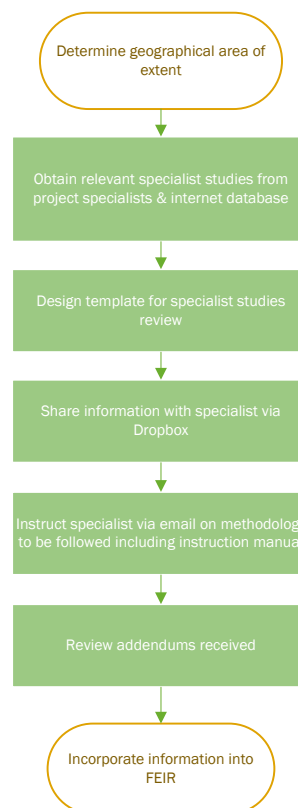 Determine geographical area of
extent
Obtain relevant specialist studies from
project specialists & internet database
Design template for specialist studies
review
Share information with specialist via
Dropbox
Instruct specialist via email on methodolog
to be followed including instruction manua
Review addendums received
Incorporate information into
FEIR